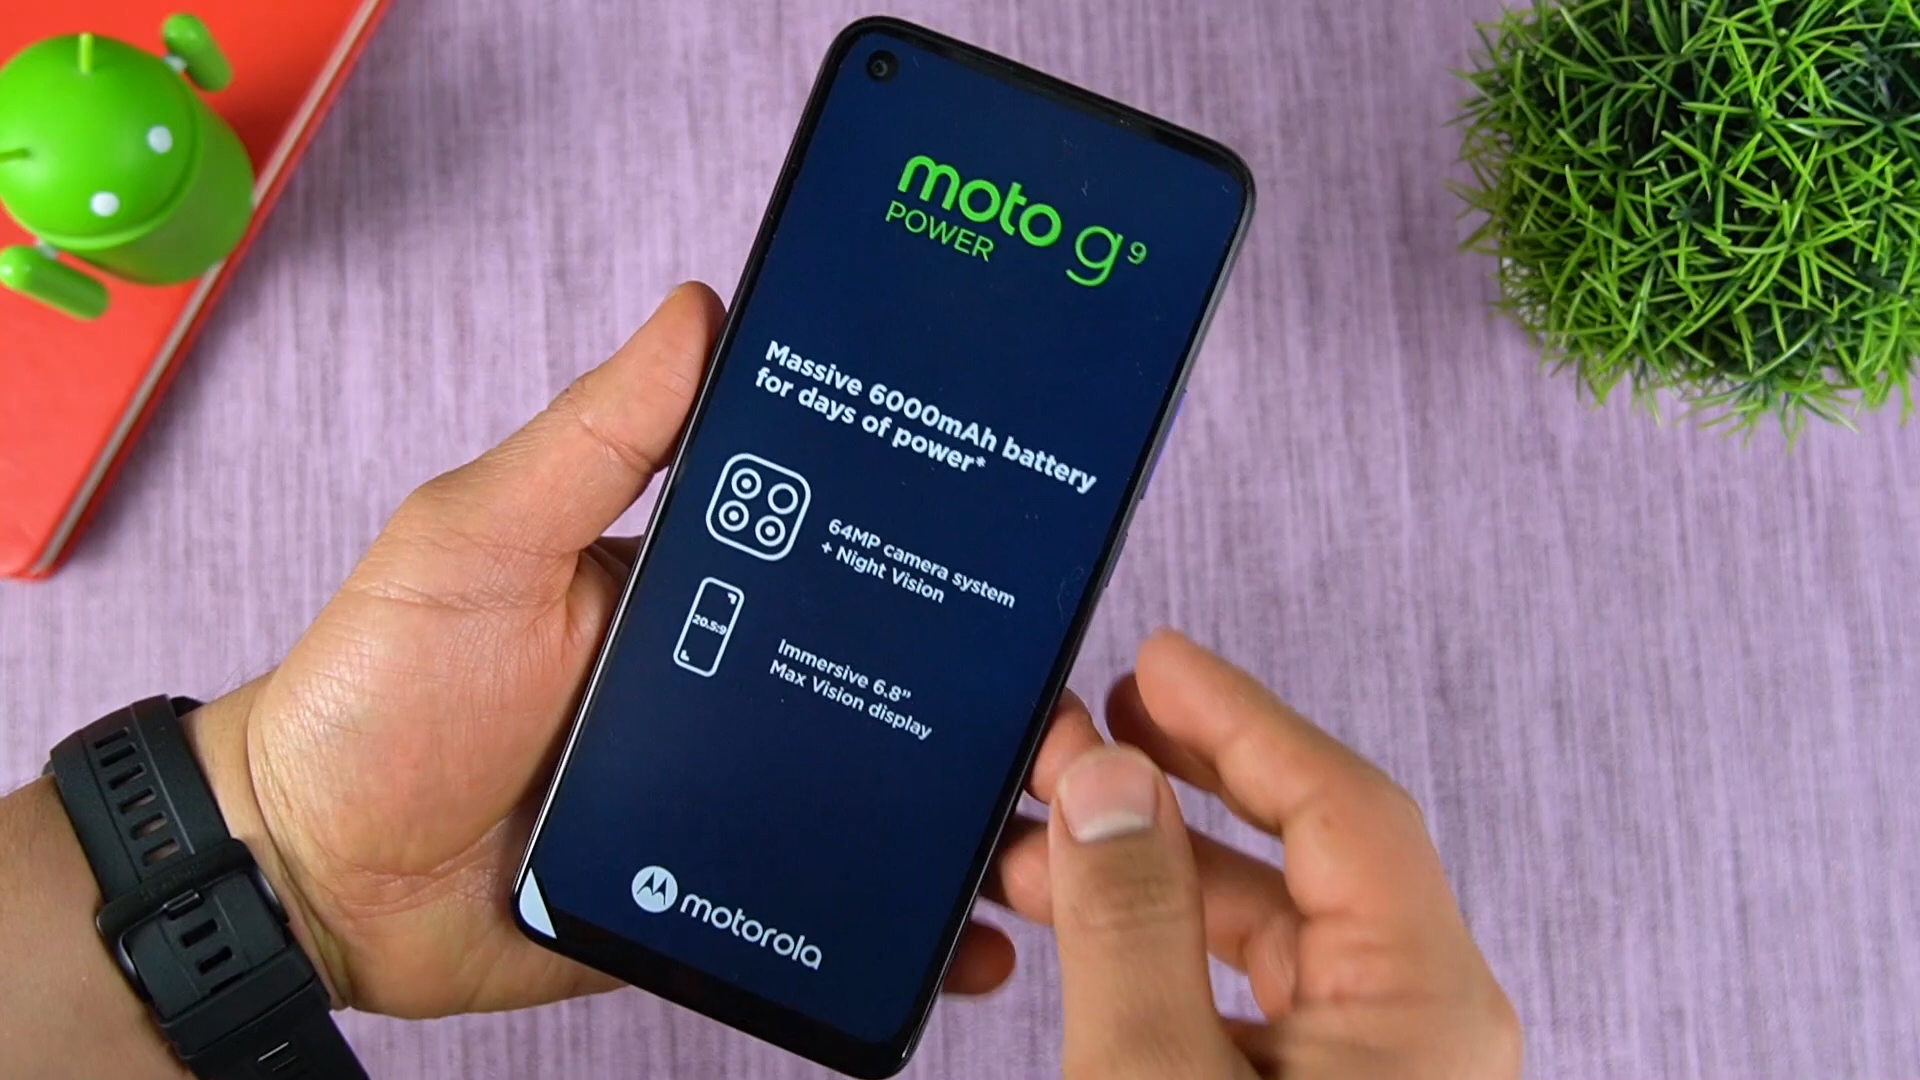 moto g9
POWER
Massive 6000mAh battery
for days of power*
64MP camera system
+ Night Vision
20.5:9
Immersive 6.8"
Max Vision display
motorola